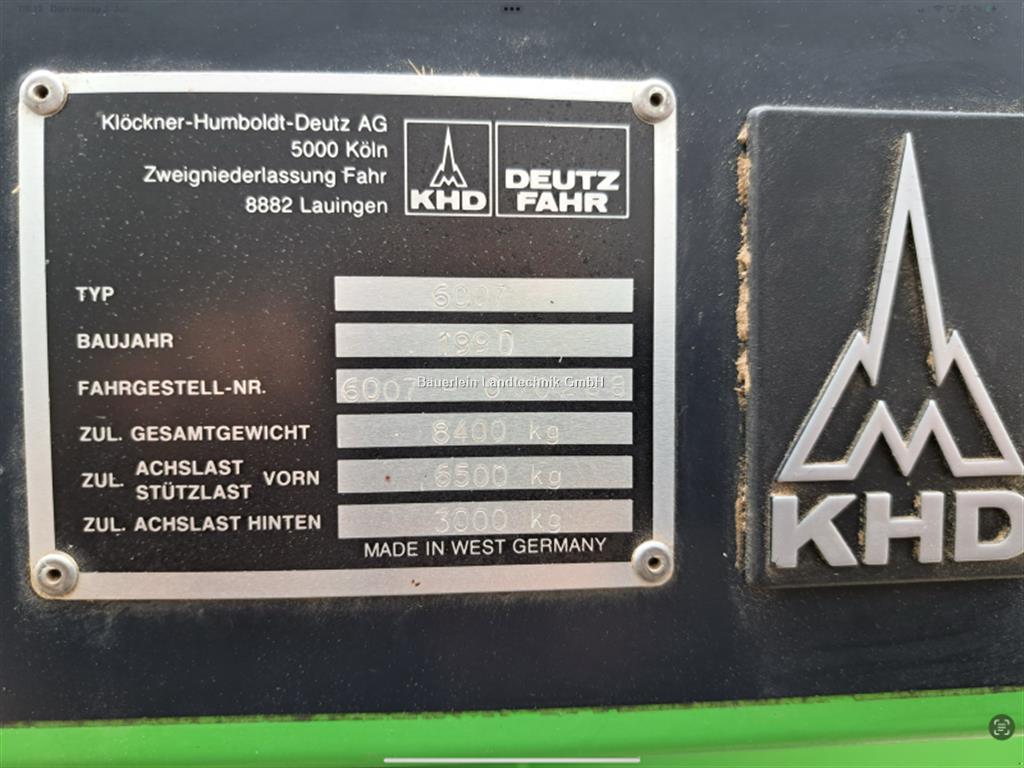 Klöckner-Humboldt-Deutz AG
5000 Köln
Zweigniederlassung Fahr
8882 Lauingen
KHD
DEUTZ
FAHR
TYP 6007
BAUJAHR 1990
FAHRGESTELL-NR. 6007
Bauerlein Landtechnik GmbH
ZUL. GESAMTGEWICHT 8400 kg
ZUL. ACHSLAST STÜTZLAST VORN 6500 kg
ZUL. ACHSLAST HINTEN 3000 kg
MADE IN WEST GERMANY
KHD